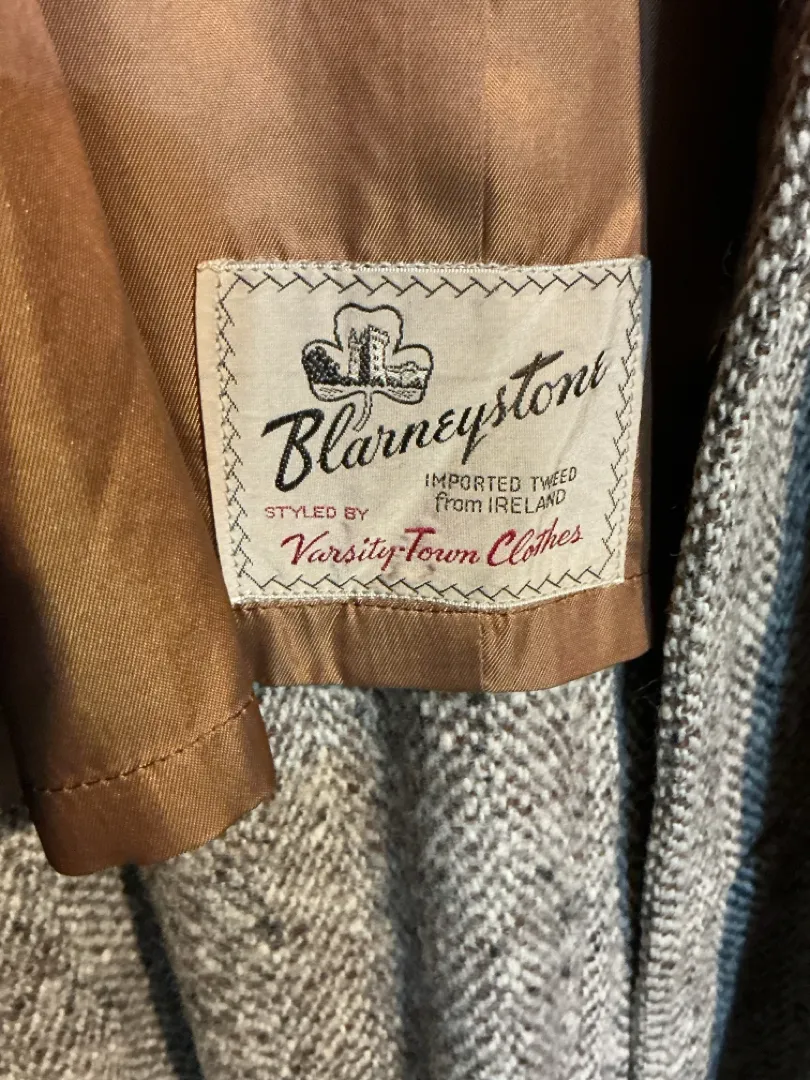 Blarneystone
IMPORTED TWEED
from IRELAND
STYLED BY
Varsity-Town Clothes